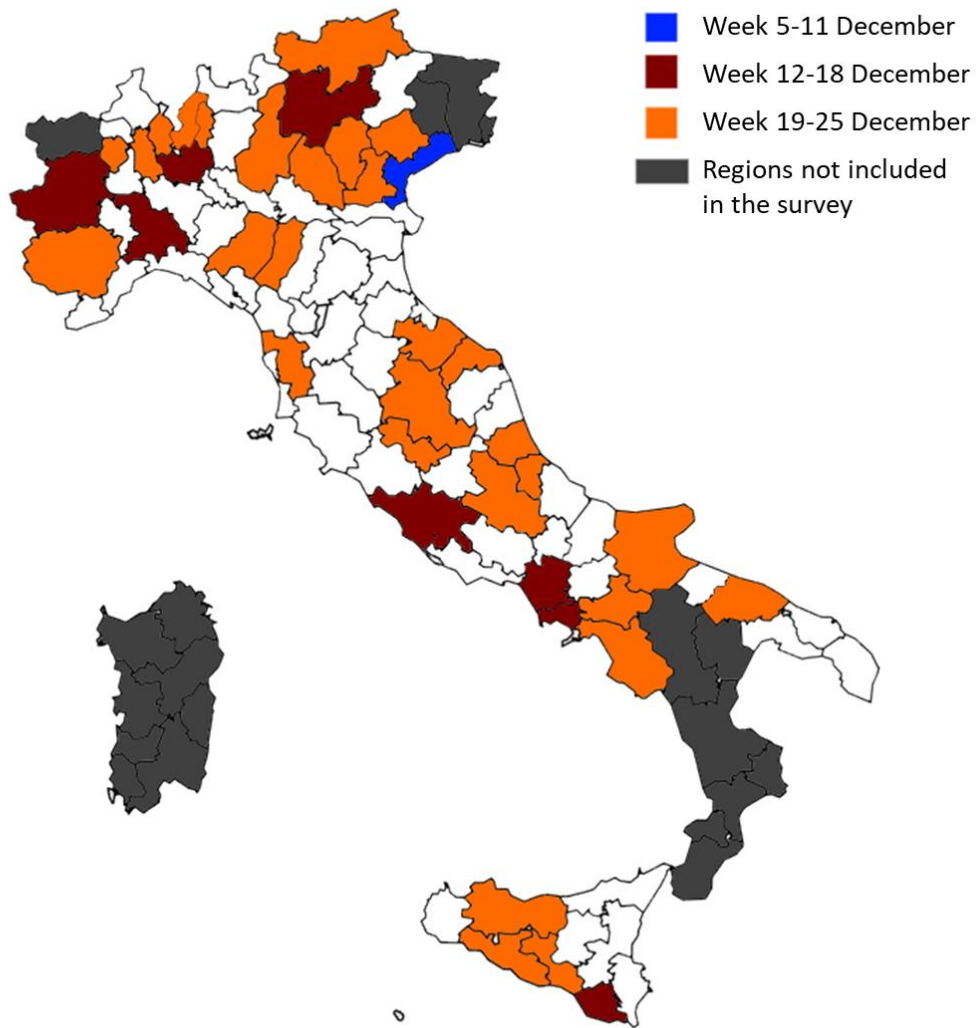 Week 5-11 December
Week 12-18 December
Week 19-25 December
Regions not included
in the survey